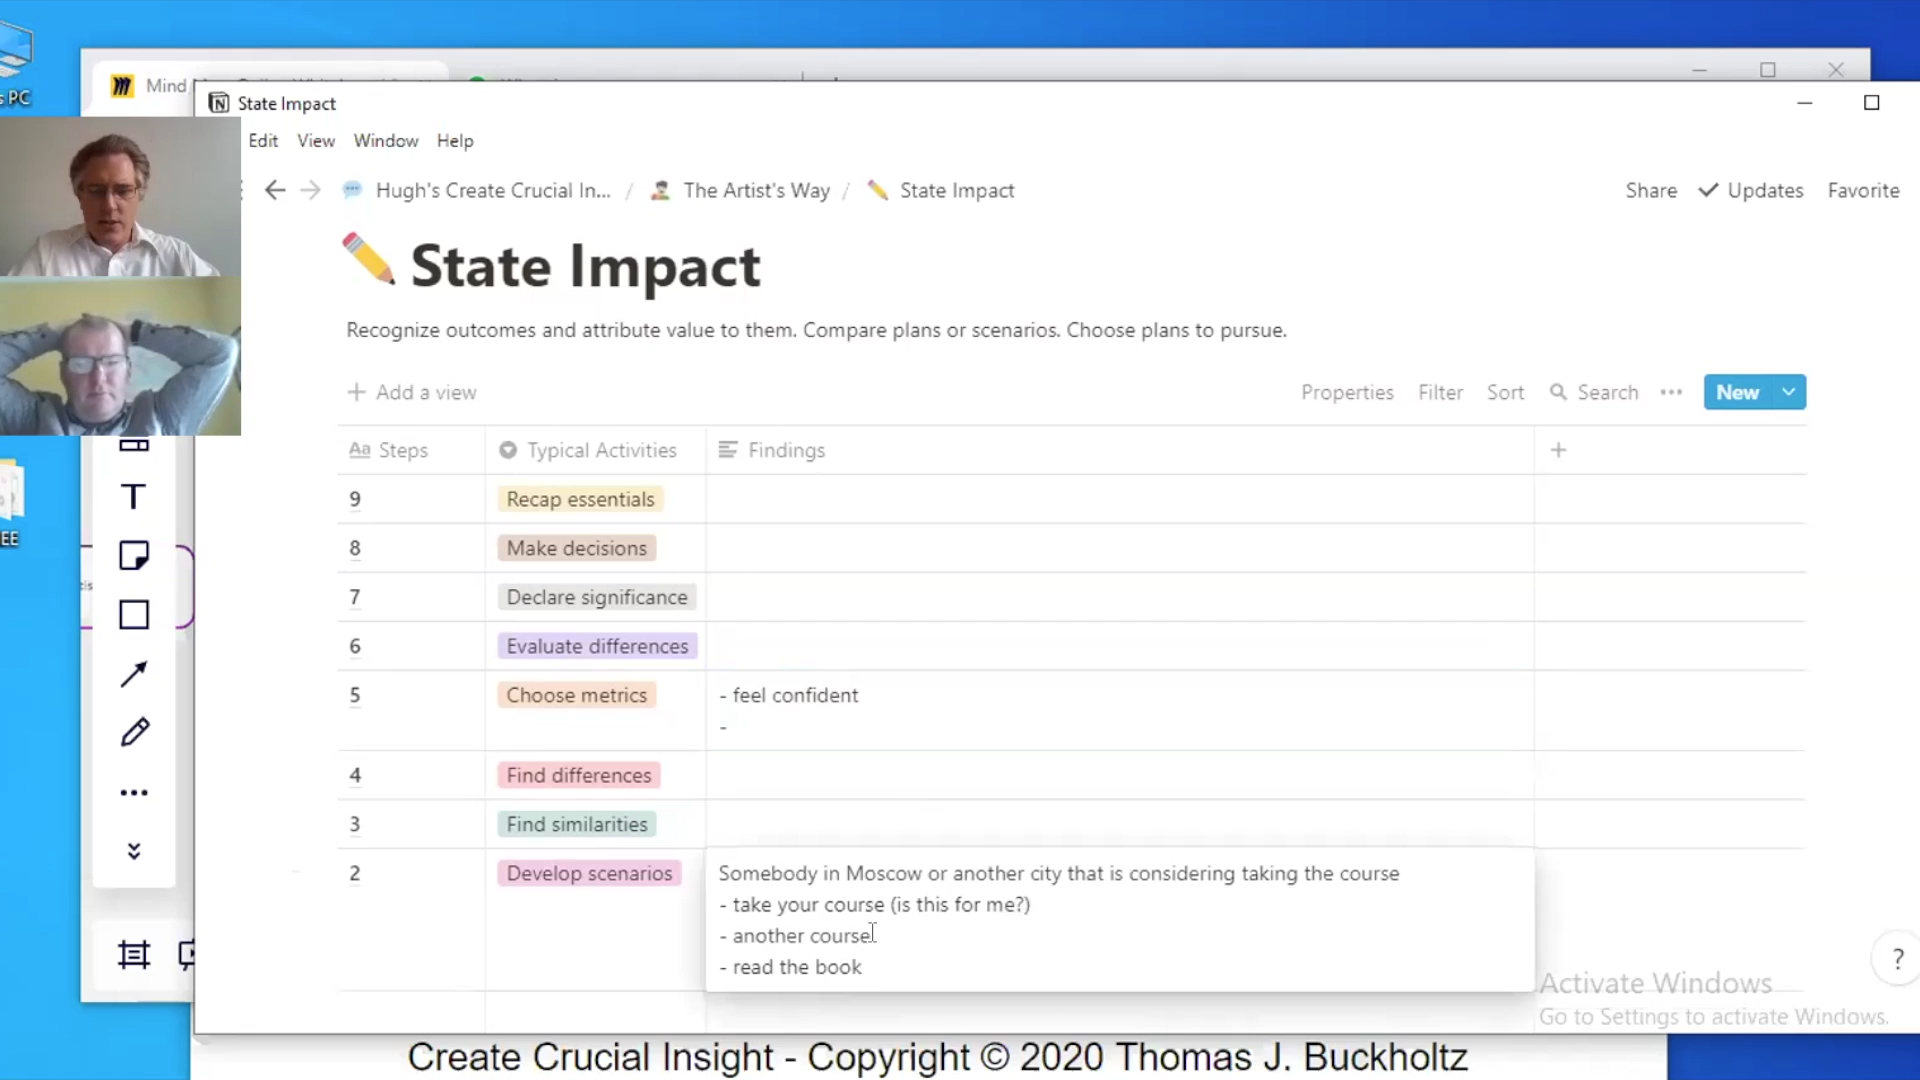 s PC
Mind
State Impact
Edit View Window Help
Hugh's Create Crucial In... / The Artist's Way / State Impact
Share Updates Favorite
State Impact
Recognize outcomes and attribute value to them. Compare plans or scenarios. Choose plans to pursue.
Add a view
Properties Filter Sort Search ••• New
Aa Steps Typical Activities Findings +
9 Recap essentials
8 Make decisions
7 Declare significance
6 Evaluate differences
5 Choose metrics - feel confident
-
4 Find differences
3 Find similarities
2 Develop scenarios Somebody in Moscow or another city that is considering taking the course
- take your course (is this for me?)
- another course
- read the book
EE
T
?
Activate Windows
Go to Settings to activate Windows.
Create Crucial Insight - Copyright © 2020 Thomas J. Buckholtz